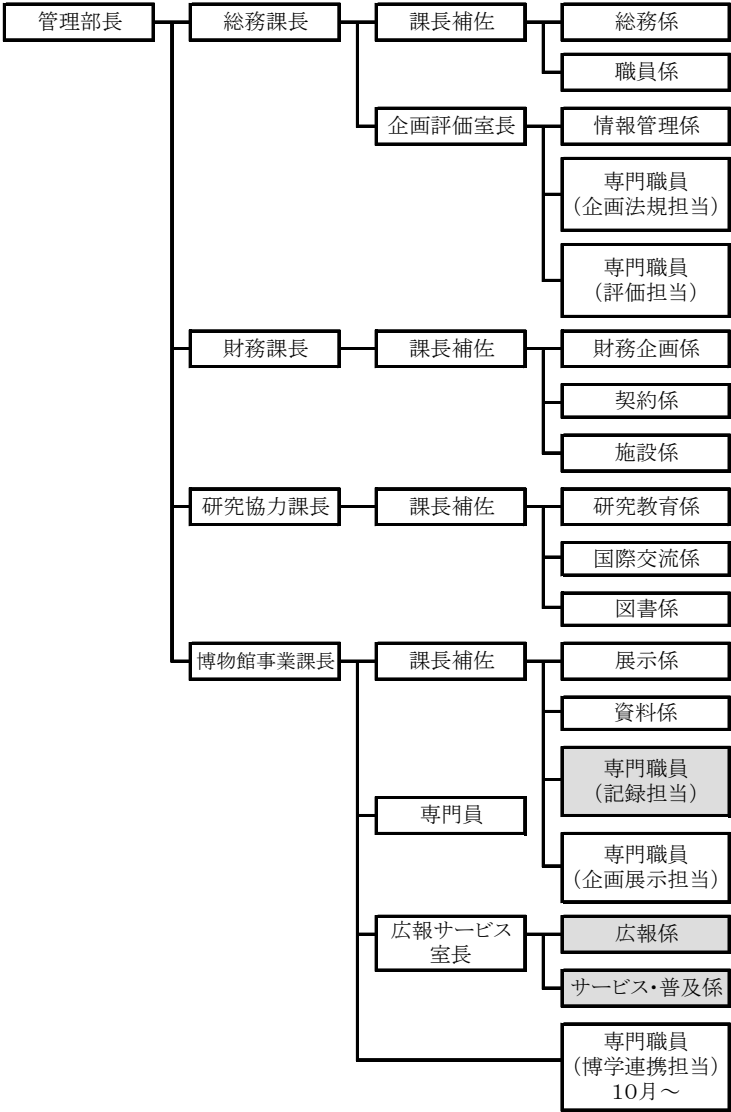 管理部長
総務課長
課長補佐
総務係
職員係
企画評価室長
情報管理係
専門職員
（企画法規担当）
専門職員
（評価担当）
財務課長
課長補佐
財務企画係
契約係
施設係
研究協力課長
課長補佐
研究教育係
国際交流係
図書係
博物館事業課長
課長補佐
展示係
資料係
専門職員
（記録担当）
専門員
専門職員
（企画展示担当）
広報サービス
室長
広報係
サービス・普及係
専門職員
（博学連携担当）
10月～